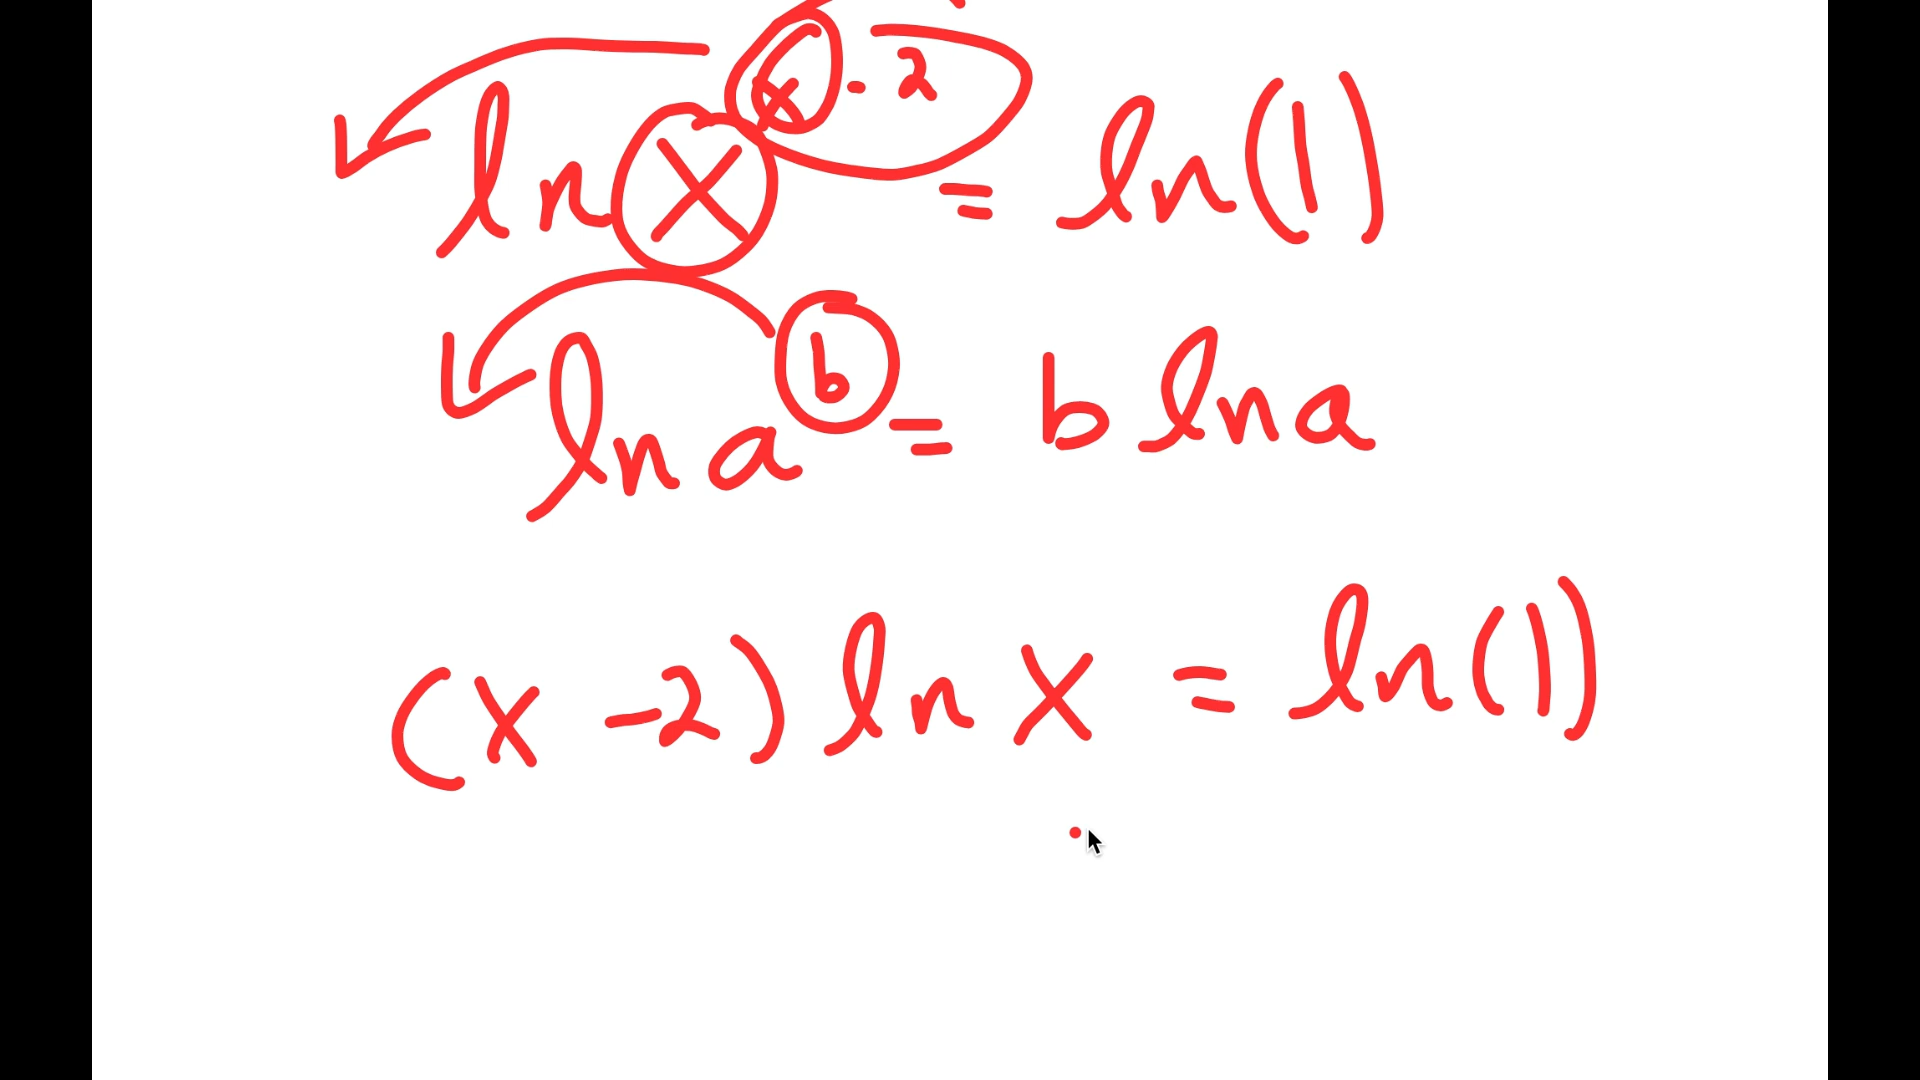 ln x^(x-2) = ln(1)
ln a^b = b ln a
(x-2) ln x = ln(1)